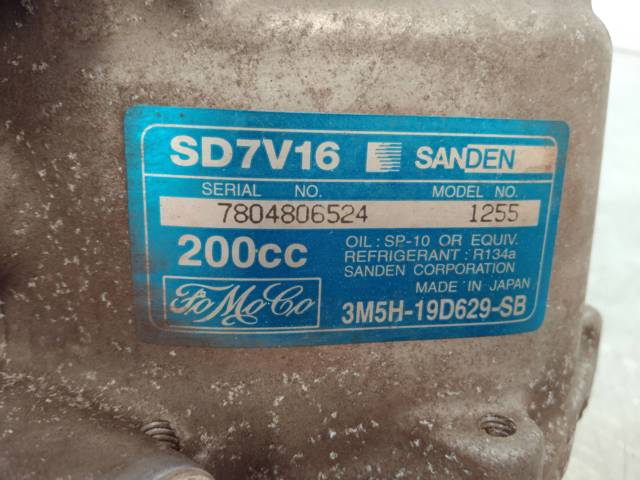 SD7V16 SANDEN
SERIAL NO. MODEL NO.
7804806524 1255
200cc
OIL : SP-10 OR EQUIV.
REFRIGERANT : R134a
SANDEN CORPORATION
MADE IN JAPAN
FoMoCo 3M5H-19D629-SB